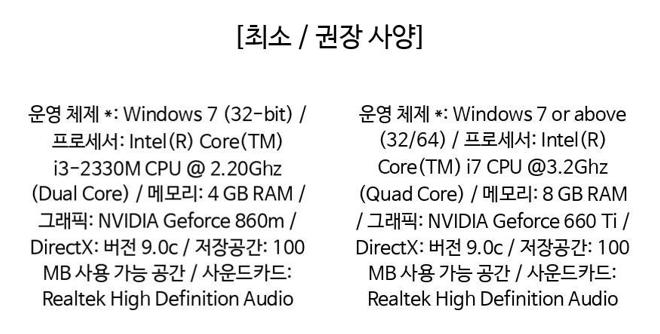 [최소 / 권장 사양]
운영 체제 *: Windows 7 (32-bit) /
프로세서: Intel(R) Core(TM)
i3-2330M CPU @ 2.20Ghz
(Dual Core) / 메모리: 4 GB RAM /
그래픽: NVIDIA Geforce 860m /
DirectX: 버전 9.0c / 저장공간: 100
MB 사용 가능 공간 / 사운드카드:
Realtek High Definition Audio
운영 체제 *: Windows 7 or above
(32/64) / 프로세서: Intel(R)
Core(TM) i7 CPU @3.2Ghz
(Quad Core) / 메모리: 8 GB RAM
/ 그래픽: NVIDIA Geforce 660 Ti /
DirectX: 버전 9.0c / 저장공간: 100
MB 사용 가능 공간 / 사운드카드:
Realtek High Definition Audio